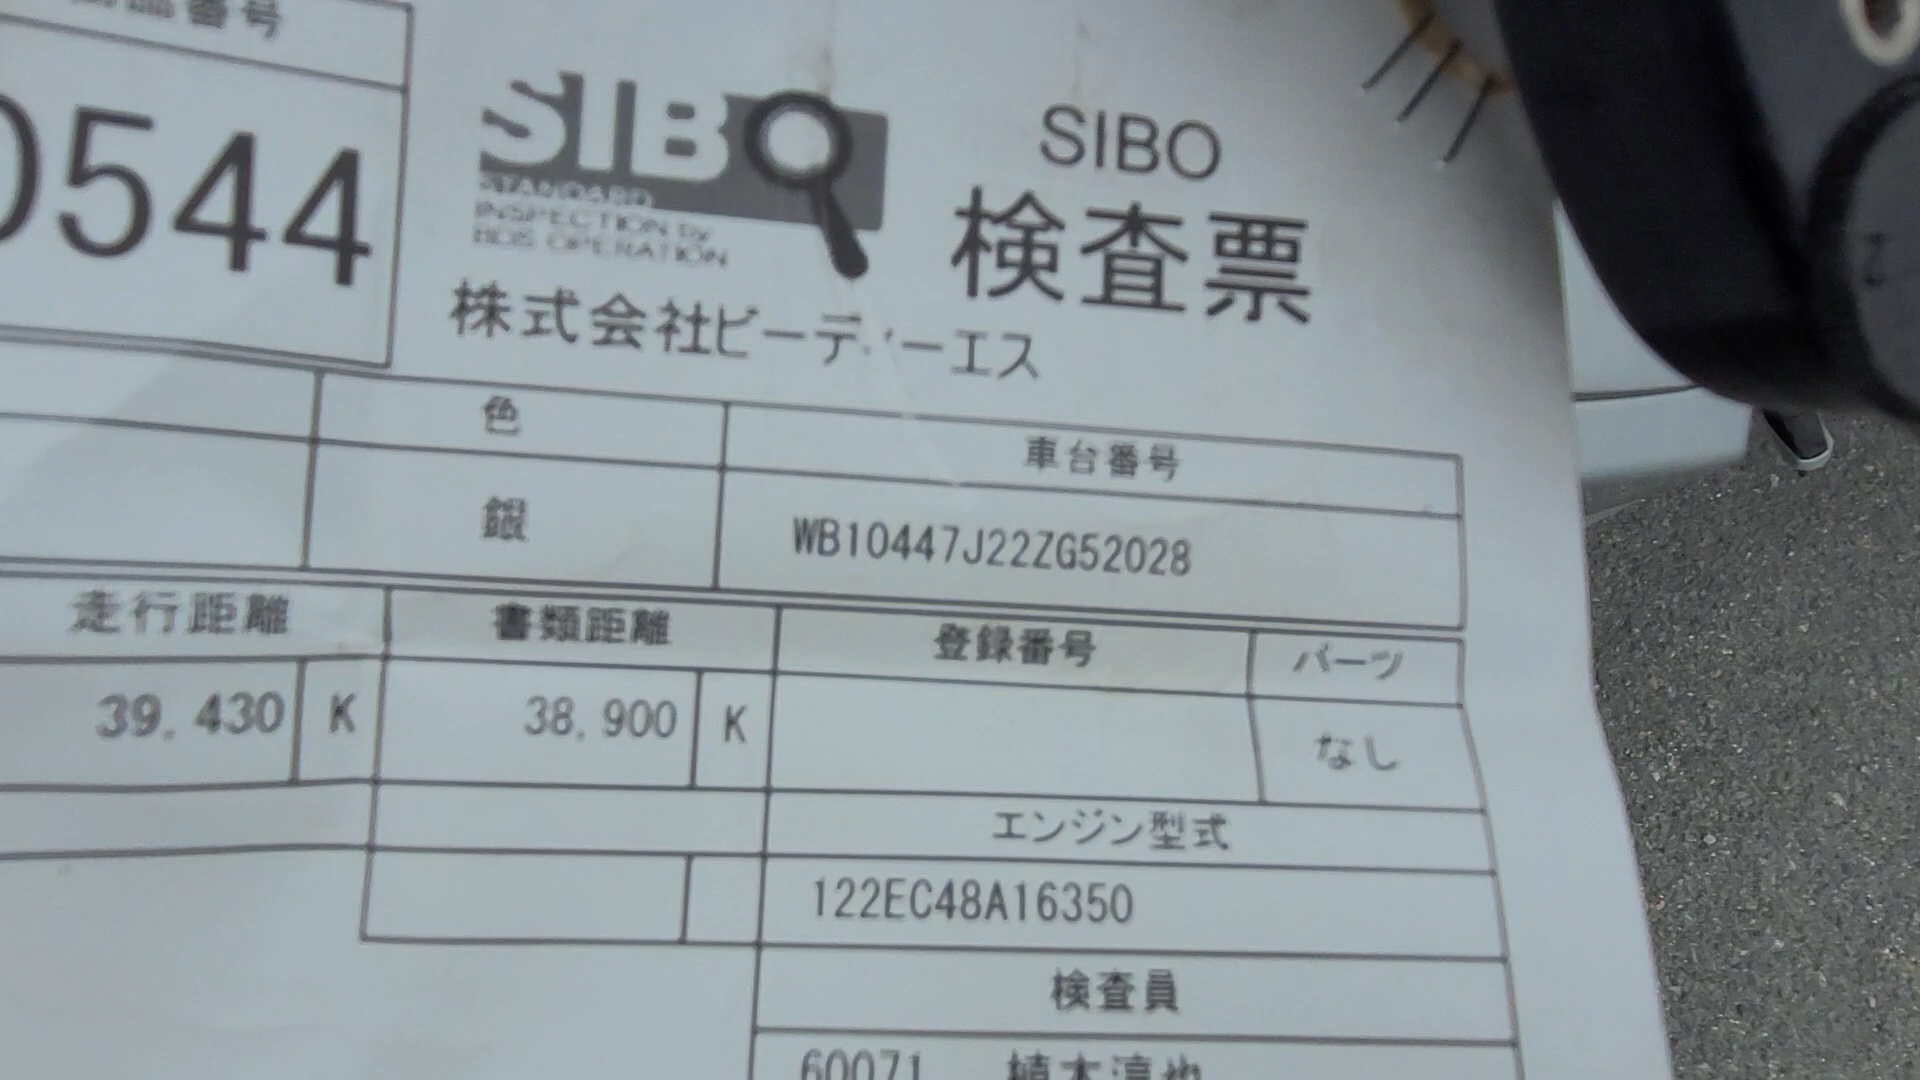 番号
0544
SIBO
STANDARD
INSPECTION by
BDS OPERATION
SIBO
検査票
株式会社ビーディーエス
色
車台番号
銀
WB10447J22ZG52028
走行距離
書類距離
登録番号
パーツ
39,430 K
38,900 K
なし
エンジン型式
122EC48A16350
検査員
60071